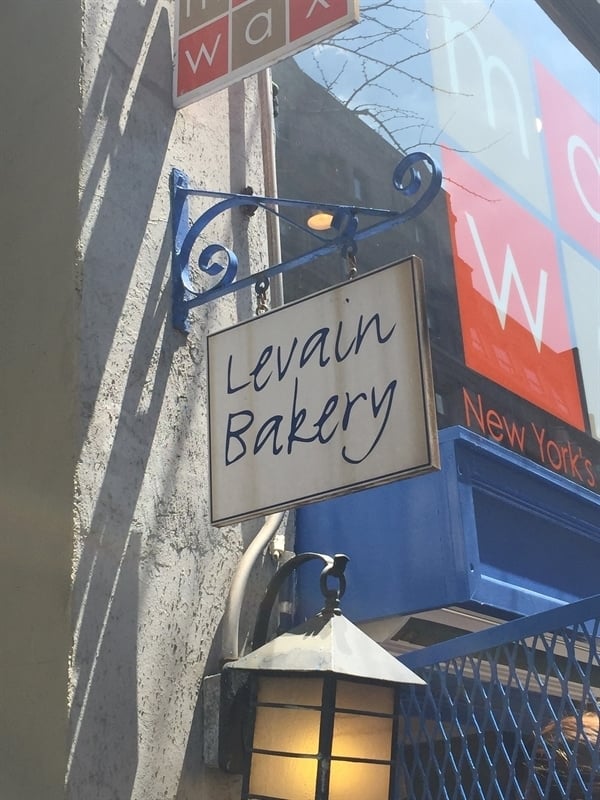 wax
Levain
Bakery
m
w
New York's